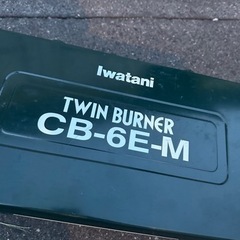 Iwatani
TWIN BURNER
CB-6E-M